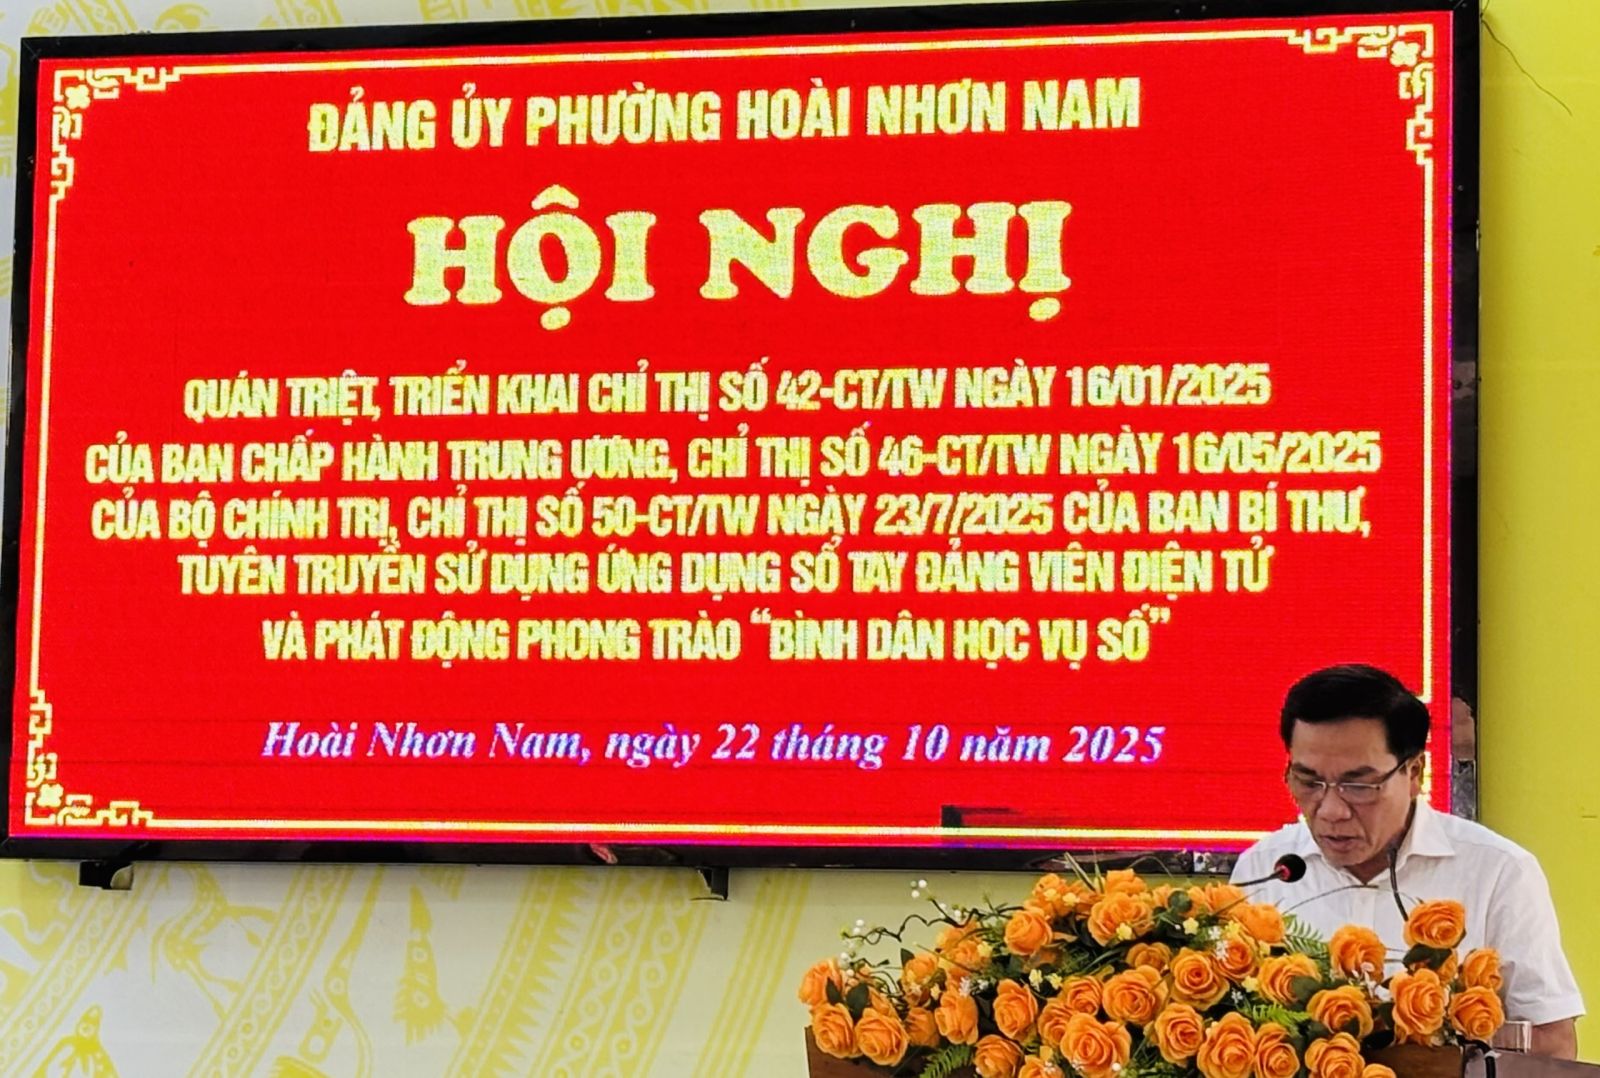 ĐẢNG ỦY PHƯỜNG HOÀI NHƠN NAM
HỘI NGHỊ
QUÁN TRIỆT, TRIỂN KHAI CHỈ THỊ SỐ 42-CT/TW NGÀY 16/01/2025
CỦA BAN CHẤP HÀNH TRUNG ƯƠNG, CHỈ THỊ SỐ 46-CT/TW NGÀY 16/05/2025
CỦA BỘ CHÍNH TRỊ, CHỈ THỊ SỐ 50-CT/TW NGÀY 23/7/2025 CỦA BAN BÍ THƯ,
TUYÊN TRUYỀN SỬ DỤNG ỨNG DỤNG SỔ TAY ĐẢNG VIÊN ĐIỆN TỬ
VÀ PHÁT ĐỘNG PHONG TRÀO “BÌNH DÂN HỌC VỤ SỐ”
Hoài Nhơn Nam, ngày 22 tháng 10 năm 2025